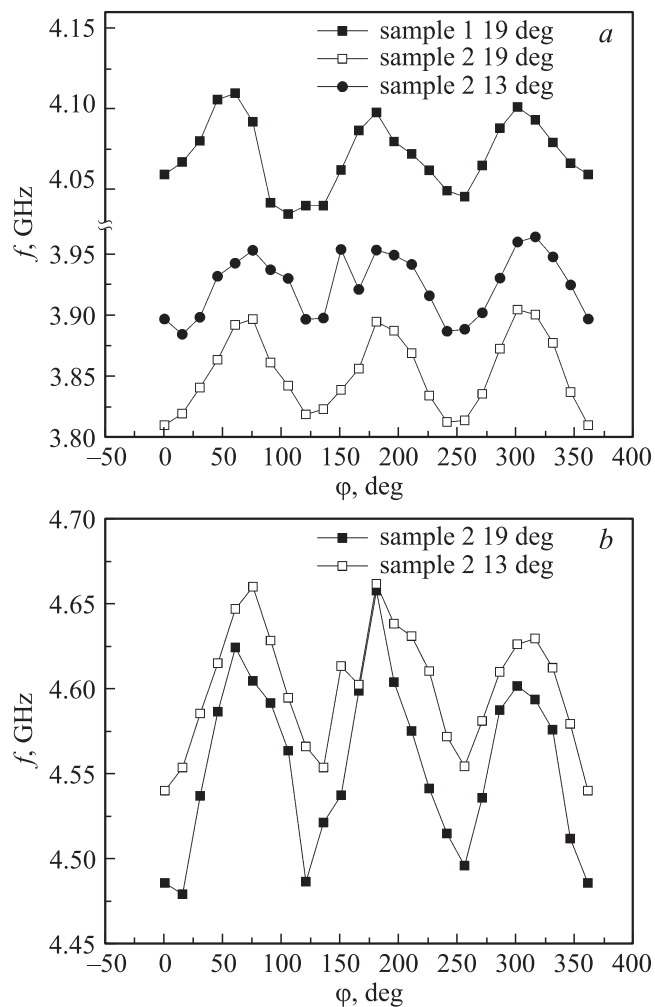 4.15
sample 1 19 deg
a
sample 2 19 deg
sample 2 13 deg
4.10
4.05
f, GHz
3.95
3.90
3.85
3.80
–50 0 50 100 150 200 250 300 350 400
φ, deg
4.70
sample 2 19 deg
b
sample 2 13 deg
4.65
4.60
f, GHz
4.55
4.50
4.45
–50 0 50 100 150 200 250 300 350 400
φ, deg